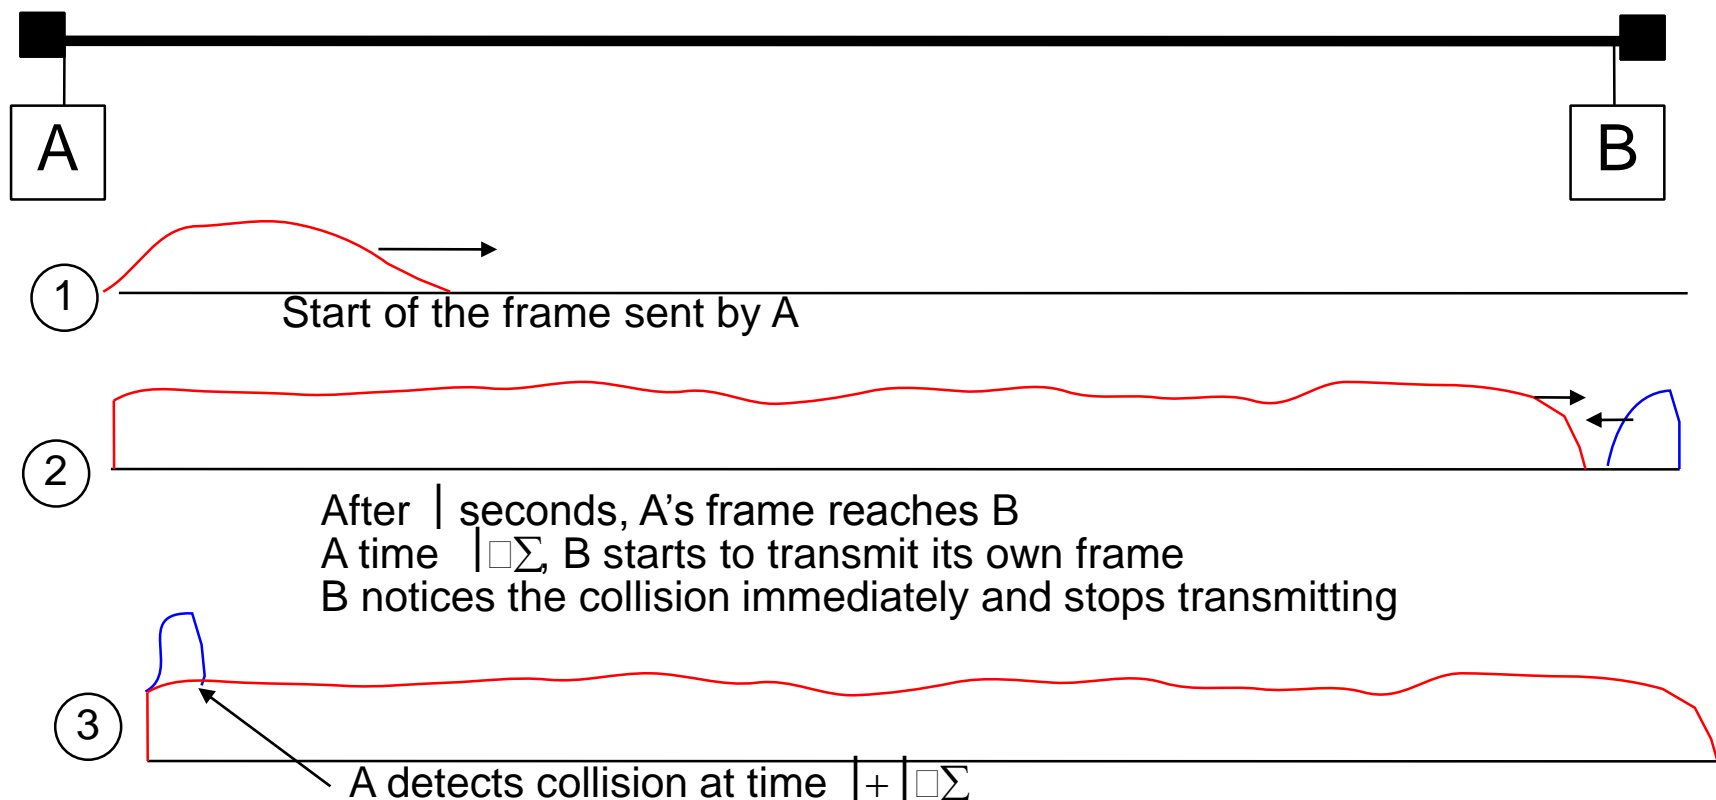 A
B
1
Start of the frame sent by A
2
After | seconds, A’s frame reaches B
A time |□Σ, B starts to transmit its own frame
B notices the collision immediately and stops transmitting
3
A detects collision at time |+|□Σ